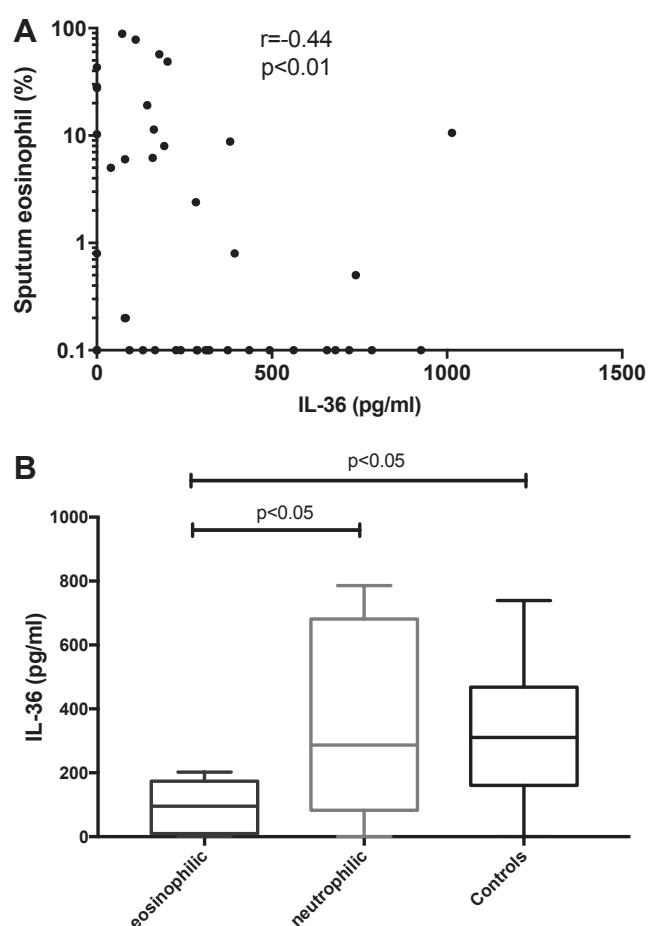 A
r=-0.44
p<0.01
Sputum eosinophil (%)
100
10
1
0.1
0 500 1000 1500
IL-36 (pg/ml)
B
p<0.05
p<0.05
IL-36 (pg/ml)
1000
800
600
400
200
0
eosinophilic neutrophilic Controls